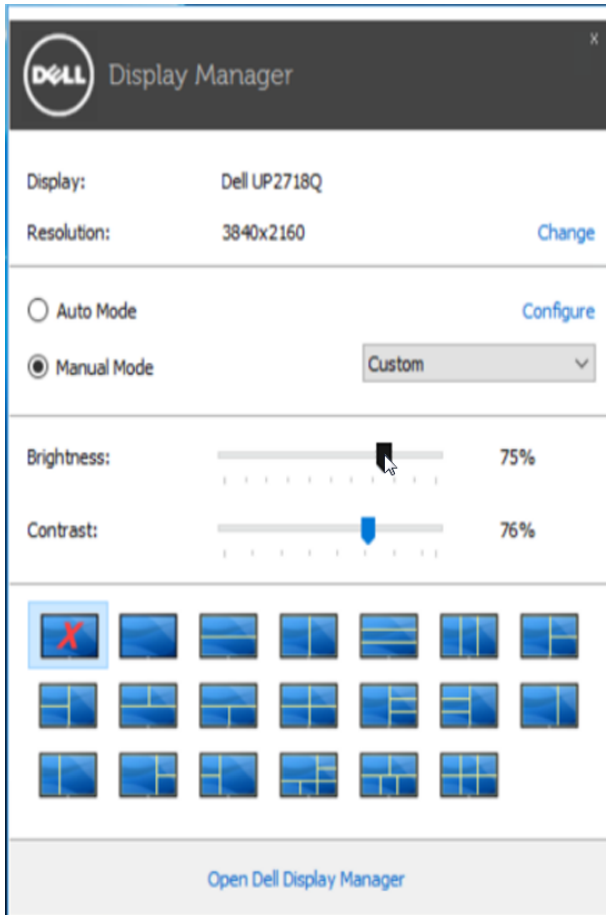 DELL Display Manager x
Display: Dell UP2718Q
Resolution: 3840x2160 Change
Auto Mode Configure
Manual Mode Custom
Brightness: 75%
Contrast: 76%
Open Dell Display Manager